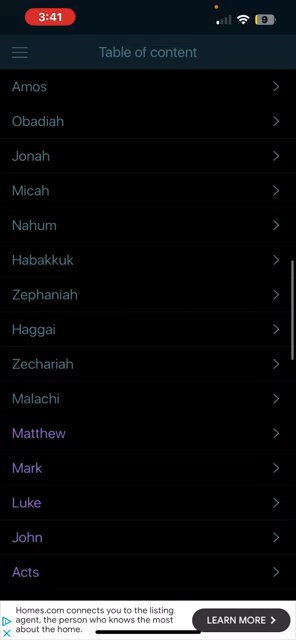 3:41
9
Table of content
Amos
Obadiah
Jonah
Micah
Nahum
Habakkuk
Zephaniah
Haggai
Zechariah
Malachi
Matthew
Mark
Luke
John
Acts
Homes.com connects you to the listing
agent, the person who knows the most
about the home.
LEARN MORE